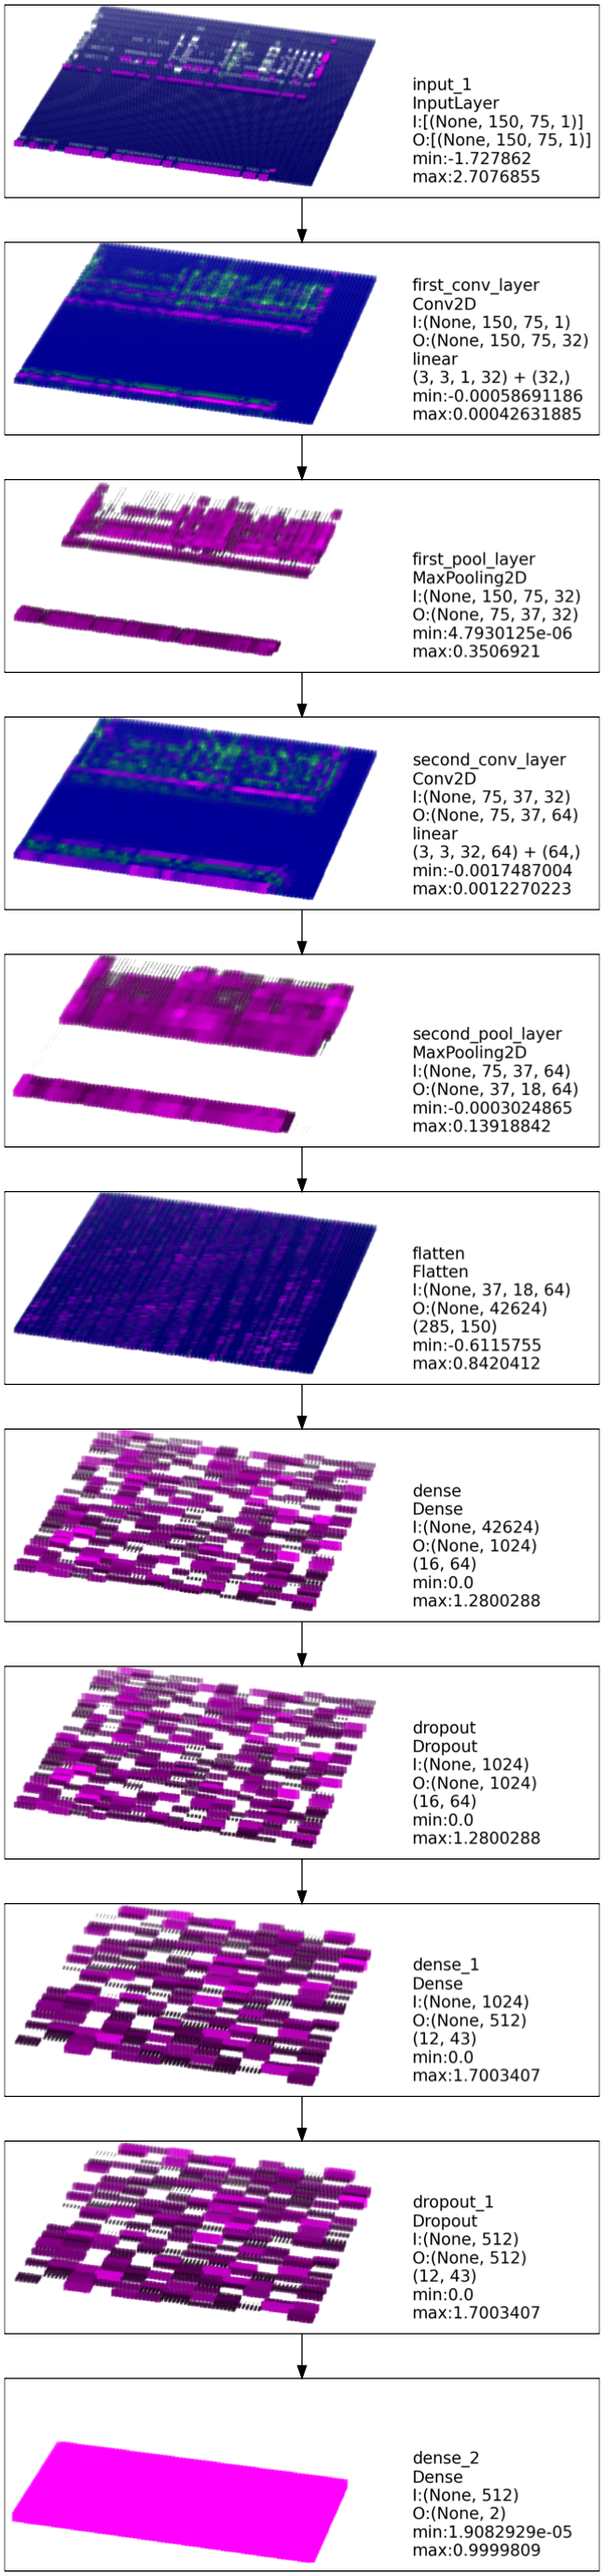 input_1
InputLayer
I:[(None, 150, 75, 1)]
O:[(None, 150, 75, 1)]
min:-1.727862
max:2.7076855
first_conv_layer
Conv2D
I:(None, 150, 75, 1)
O:(None, 150, 75, 32)
linear
(3, 3, 1, 32) + (32,)
min:-0.00058691186
max:0.00042631885
first_pool_layer
MaxPooling2D
I:(None, 150, 75, 32)
O:(None, 75, 37, 32)
min:4.7930125e-06
max:0.3506921
second_conv_layer
Conv2D
I:(None, 75, 37, 32)
O:(None, 75, 37, 64)
linear
(3, 3, 32, 64) + (64,)
min:-0.0017487004
max:0.0012270223
second_pool_layer
MaxPooling2D
I:(None, 75, 37, 64)
O:(None, 37, 18, 64)
min:-0.0003024865
max:0.13918842
flatten
Flatten
I:(None, 37, 18, 64)
O:(None, 42624)
(285, 150)
min:-0.6115755
max:0.8420412
dense
Dense
I:(None, 42624)
O:(None, 1024)
(16, 64)
min:0.0
max:1.2800288
dropout
Dropout
I:(None, 1024)
O:(None, 1024)
(16, 64)
min:0.0
max:1.2800288
dense_1
Dense
I:(None, 1024)
O:(None, 512)
(12, 43)
min:0.0
max:1.7003407
dropout_1
Dropout
I:(None, 512)
O:(None, 512)
(12, 43)
min:0.0
max:1.7003407
dense_2
Dense
I:(None, 512)
O:(None, 2)
min:1.9082929e-05
max:0.9999809